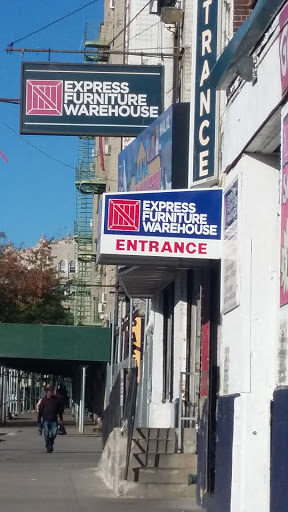 EXPRESS
FURNITURE
WAREHOUSE
TRANCE
EXPRESS
FURNITURE
WAREHOUSE
ENTRANCE